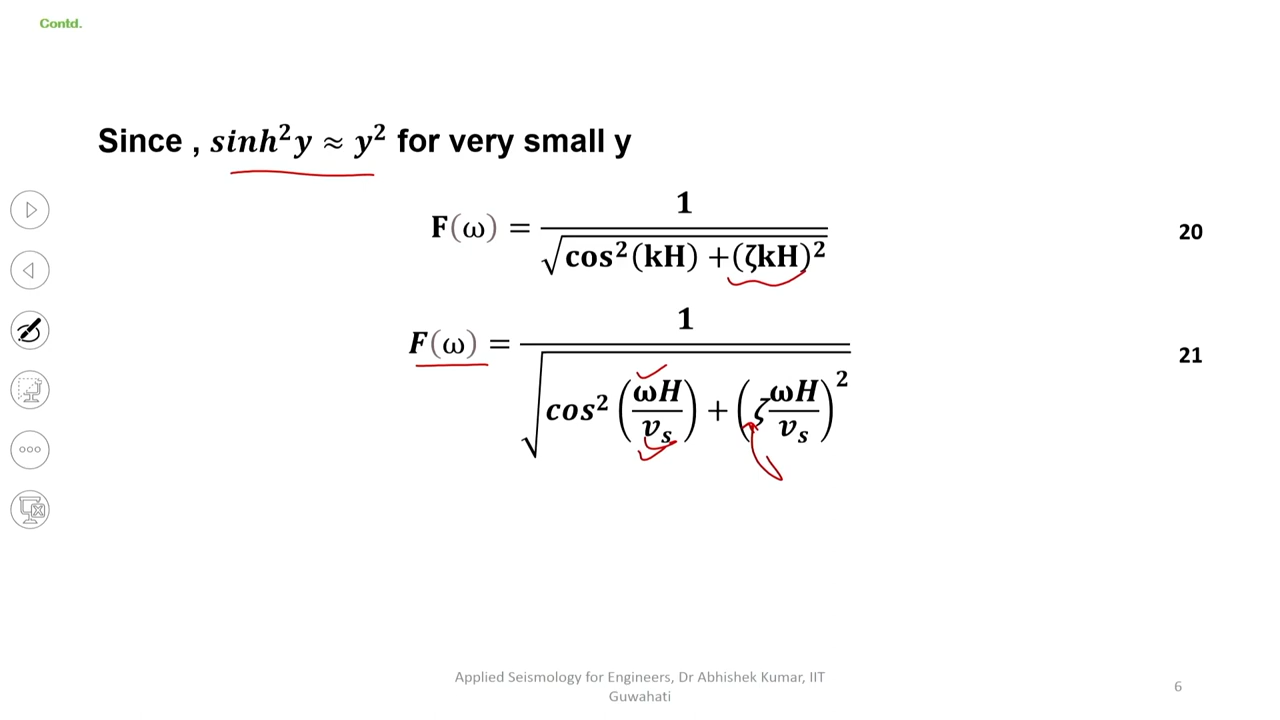 Contd.
Since , sinh²y ≈ y² for very small y
F(ω) = 1 / √(cos²(kH) +(ζkH)²) 20
F(ω) = 1 / √(cos²(ωH/vₛ) + (ζωH/vₛ)²) 21
Applied Seismology for Engineers, Dr Abhishek Kumar, IIT
Guwahati
6